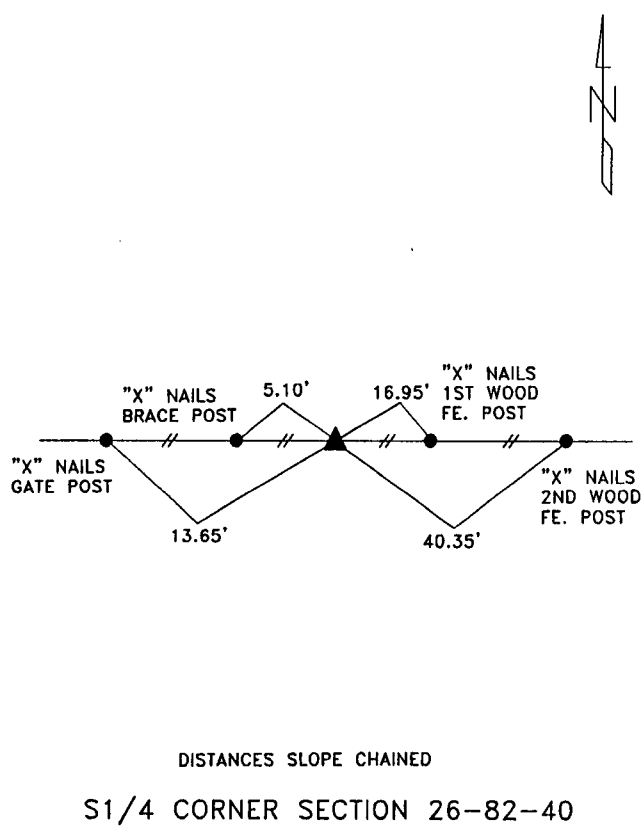 N
"X" NAILS
BRACE POST
5.10'
16.95'
"X" NAILS
1ST WOOD
FE. POST
"X" NAILS
GATE POST
13.65'
40.35'
"X" NAILS
2ND WOOD
FE. POST
DISTANCES SLOPE CHAINED
S1/4 CORNER SECTION 26-82-40